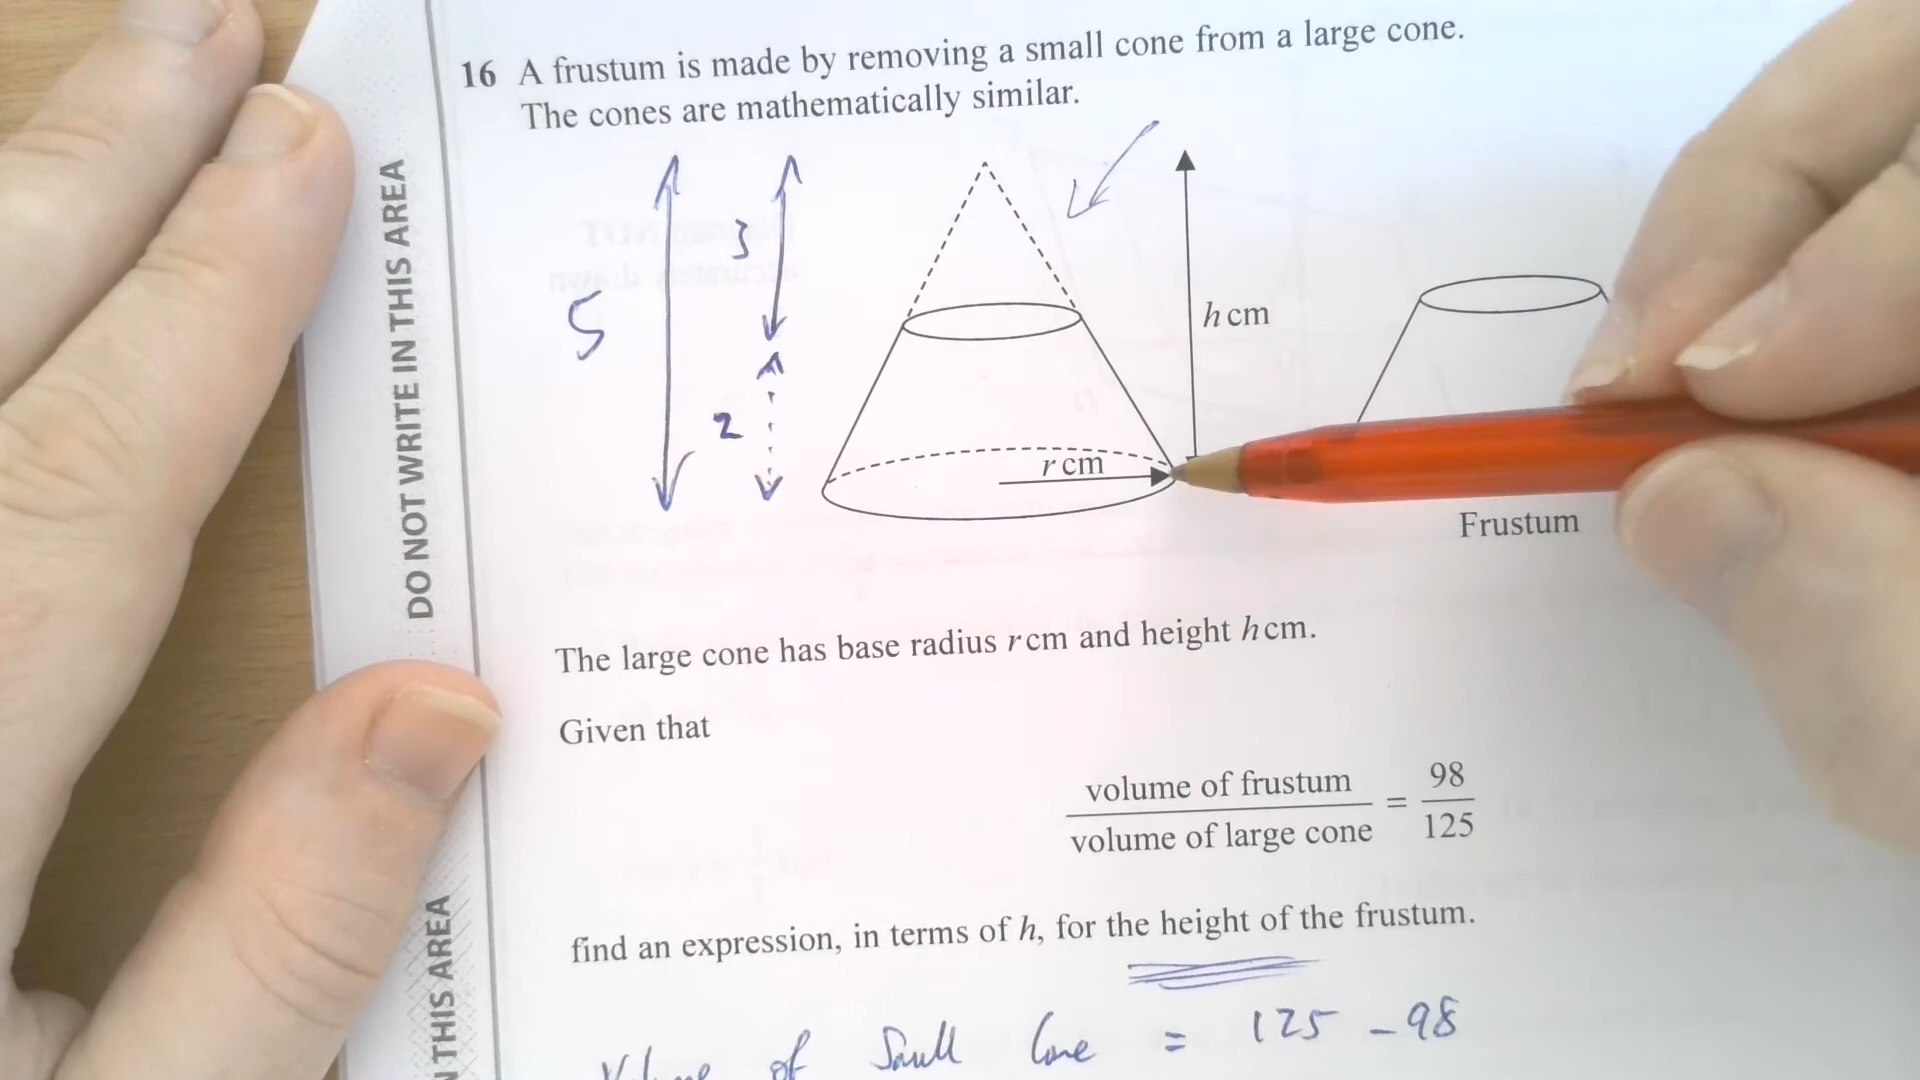 16 A frustum is made by removing a small cone from a large cone.
The cones are mathematically similar.
DO NOT WRITE IN THIS AREA
3
5
h cm
2
r cm
Frustum
The large cone has base radius r cm and height h cm.
Given that
volume of frustum / volume of large cone = 98 / 125
find an expression, in terms of h, for the height of the frustum.
THIS AREA
Volume of Small Cone = 125 - 98